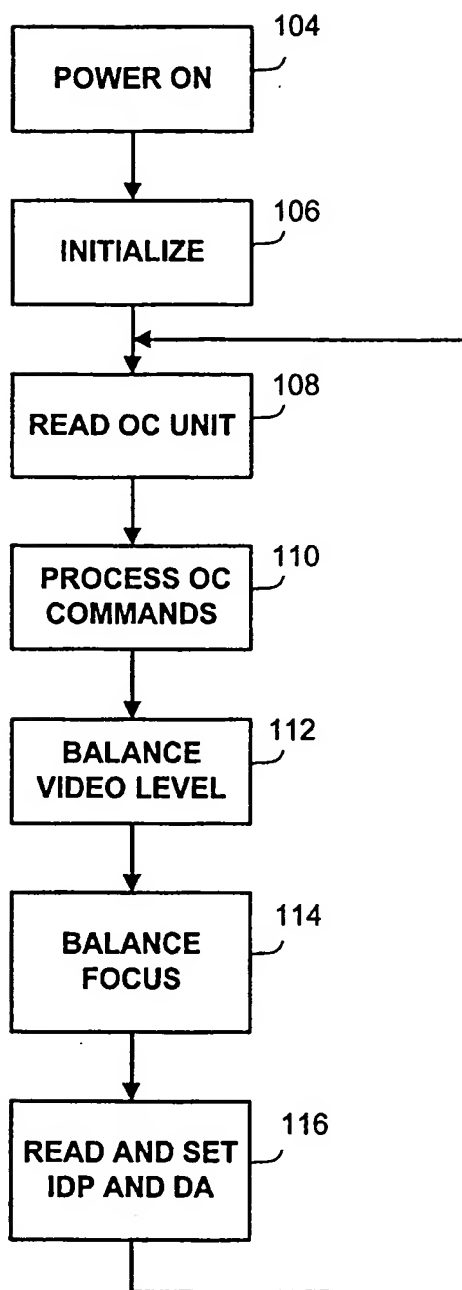 104
POWER ON
106
INITIALIZE
108
READ OC UNIT
110
PROCESS OC
COMMANDS
112
BALANCE
VIDEO LEVEL
114
BALANCE
FOCUS
116
READ AND SET
IDP AND DA